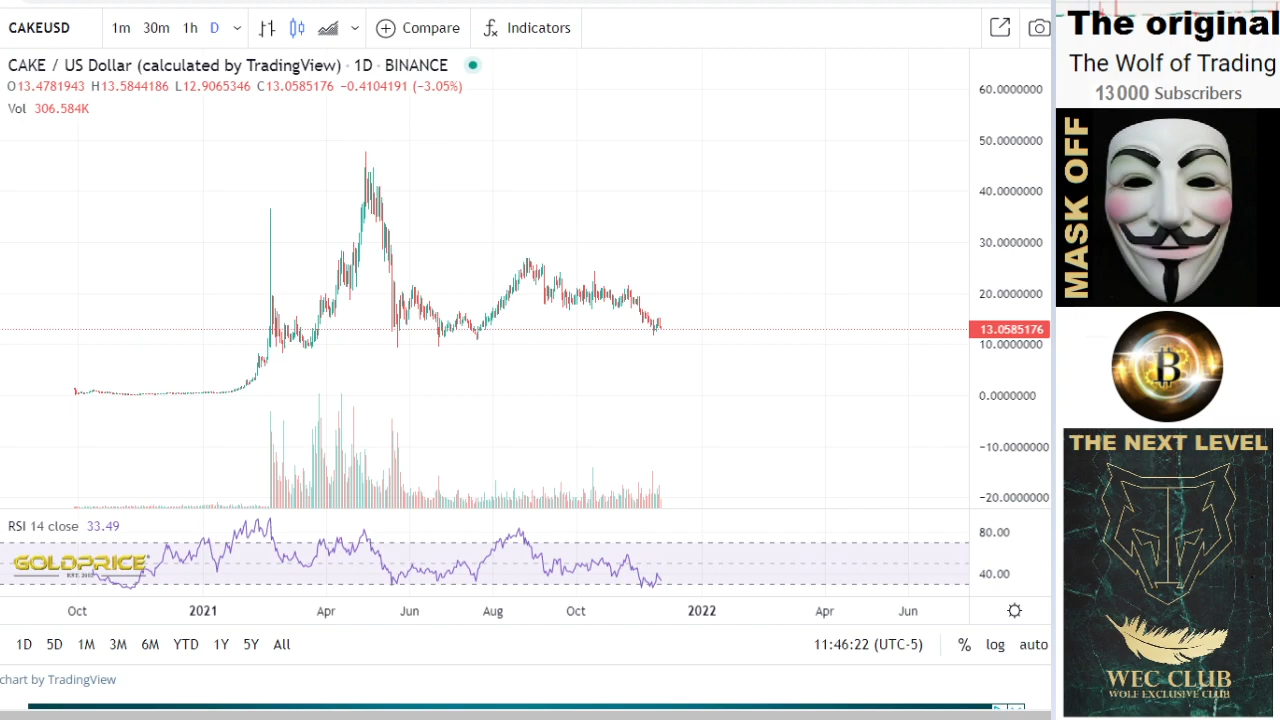 CAKEUSD 1m 30m 1h D Compare Indicators
CAKE / US Dollar (calculated by TradingView) · 1D · BINANCE
O13.4781943 H13.5844186 L12.9065346 C13.0585176 −0.4104191 (−3.05%)
Vol 306.584K
60.0000000
50.0000000
40.0000000
30.0000000
20.0000000
13.0585176
10.0000000
0.0000000
−10.0000000
−20.0000000
RSI 14 close 33.49
80.00
40.00
GOLDPRICE
EST. 2002
Oct 2021 Apr Jun Aug Oct 2022 Apr Jun
1D 5D 1M 3M 6M YTD 1Y 5Y All 11:46:22 (UTC-5) % log auto
chart by TradingView
The original
The Wolf of Trading
13000 Subscribers
MASK OFF
THE NEXT LEVEL
WEC CLUB
WOLF EXCLUSIVE CLUB